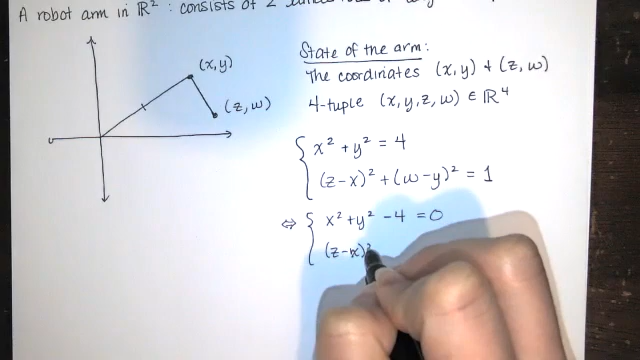 A robot arm in ℝ² : consists of 2
State of the arm:
(x,y)
The coordinates (x,y) & (z,w)
(z,w)
4-tuple (x,y,z,w) ∈ ℝ⁴
{ x² + y² = 4
(z-x)² + (w-y)² = 1
⇔ { x² + y² - 4 = 0
(z-x)²